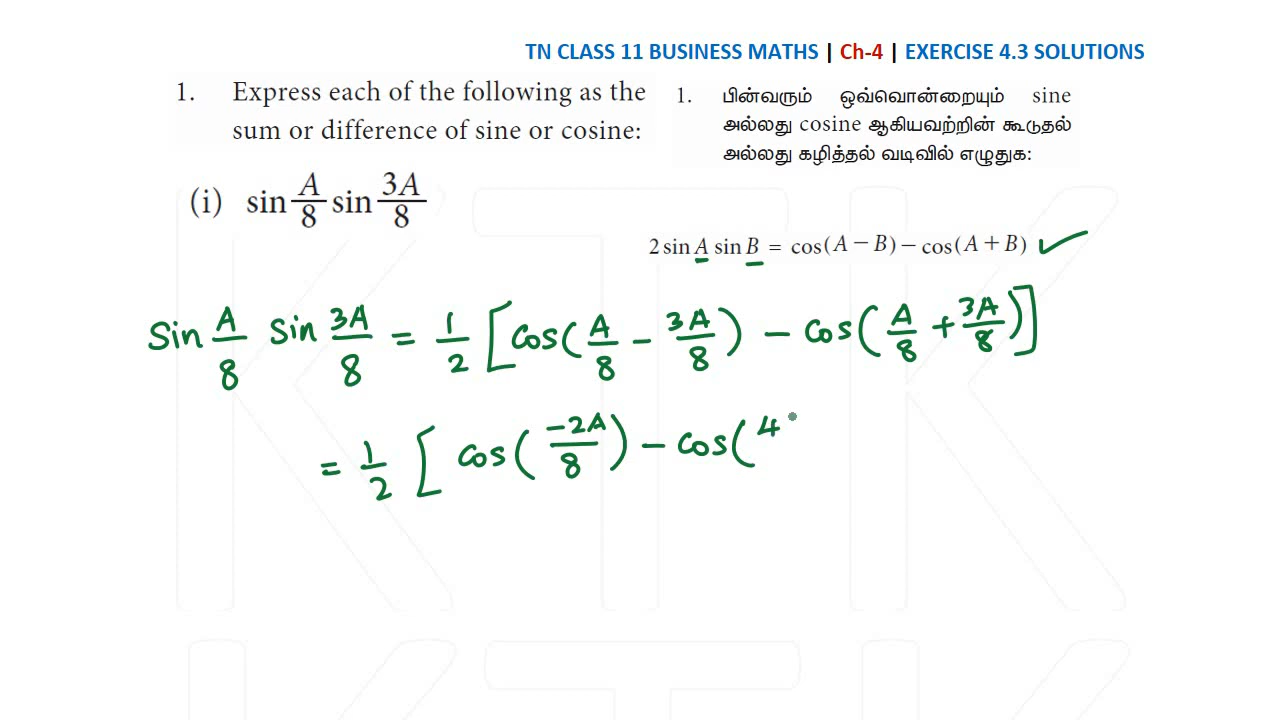 TN CLASS 11 BUSINESS MATHS | Ch-4 | EXERCISE 4.3 SOLUTIONS
1. Express each of the following as the
sum or difference of sine or cosine:
1. பின்வரும் ஒவ்வொன்றையும் sine
அல்லது cosine ஆகியவற்றின் கூடுதல்
அல்லது கழித்தல் வடிவில் எழுதுக:
(i) sin A/8 sin 3A/8
2 sin A sin B = cos(A − B) − cos(A + B) ✓
Sin A/8 Sin 3A/8 = 1/2 [Cos(A/8 − 3A/8) − Cos(A/8 + 3A/8)]
= 1/2 [ Cos(−2A/8) − Cos(4
KTK
KTK